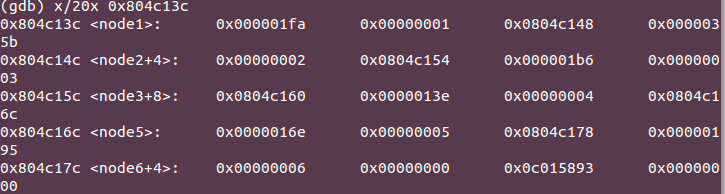 (gdb) x/20x 0x804c13c
0x804c13c <node1>: 0x000001fa 0x00000001 0x0804c148 0x000003
5b
0x804c14c <node2+4>: 0x00000002 0x0804c154 0x000001b6 0x000000
03
0x804c15c <node3+8>: 0x0804c160 0x0000013e 0x00000004 0x0804c1
6c
0x804c16c <node5>: 0x0000016e 0x00000005 0x0804c178 0x000001
95
0x804c17c <node6+4>: 0x00000006 0x00000000 0x0c015893 0x000000
00